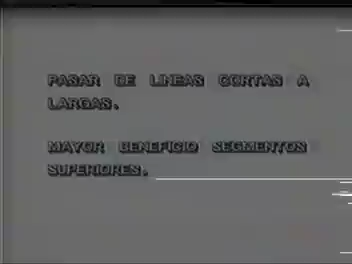 PASAR DE LINEAS CORTAS A
LARGAS.
MAYOR BENEFICIO SEGMENTOS
SUPERIORES.